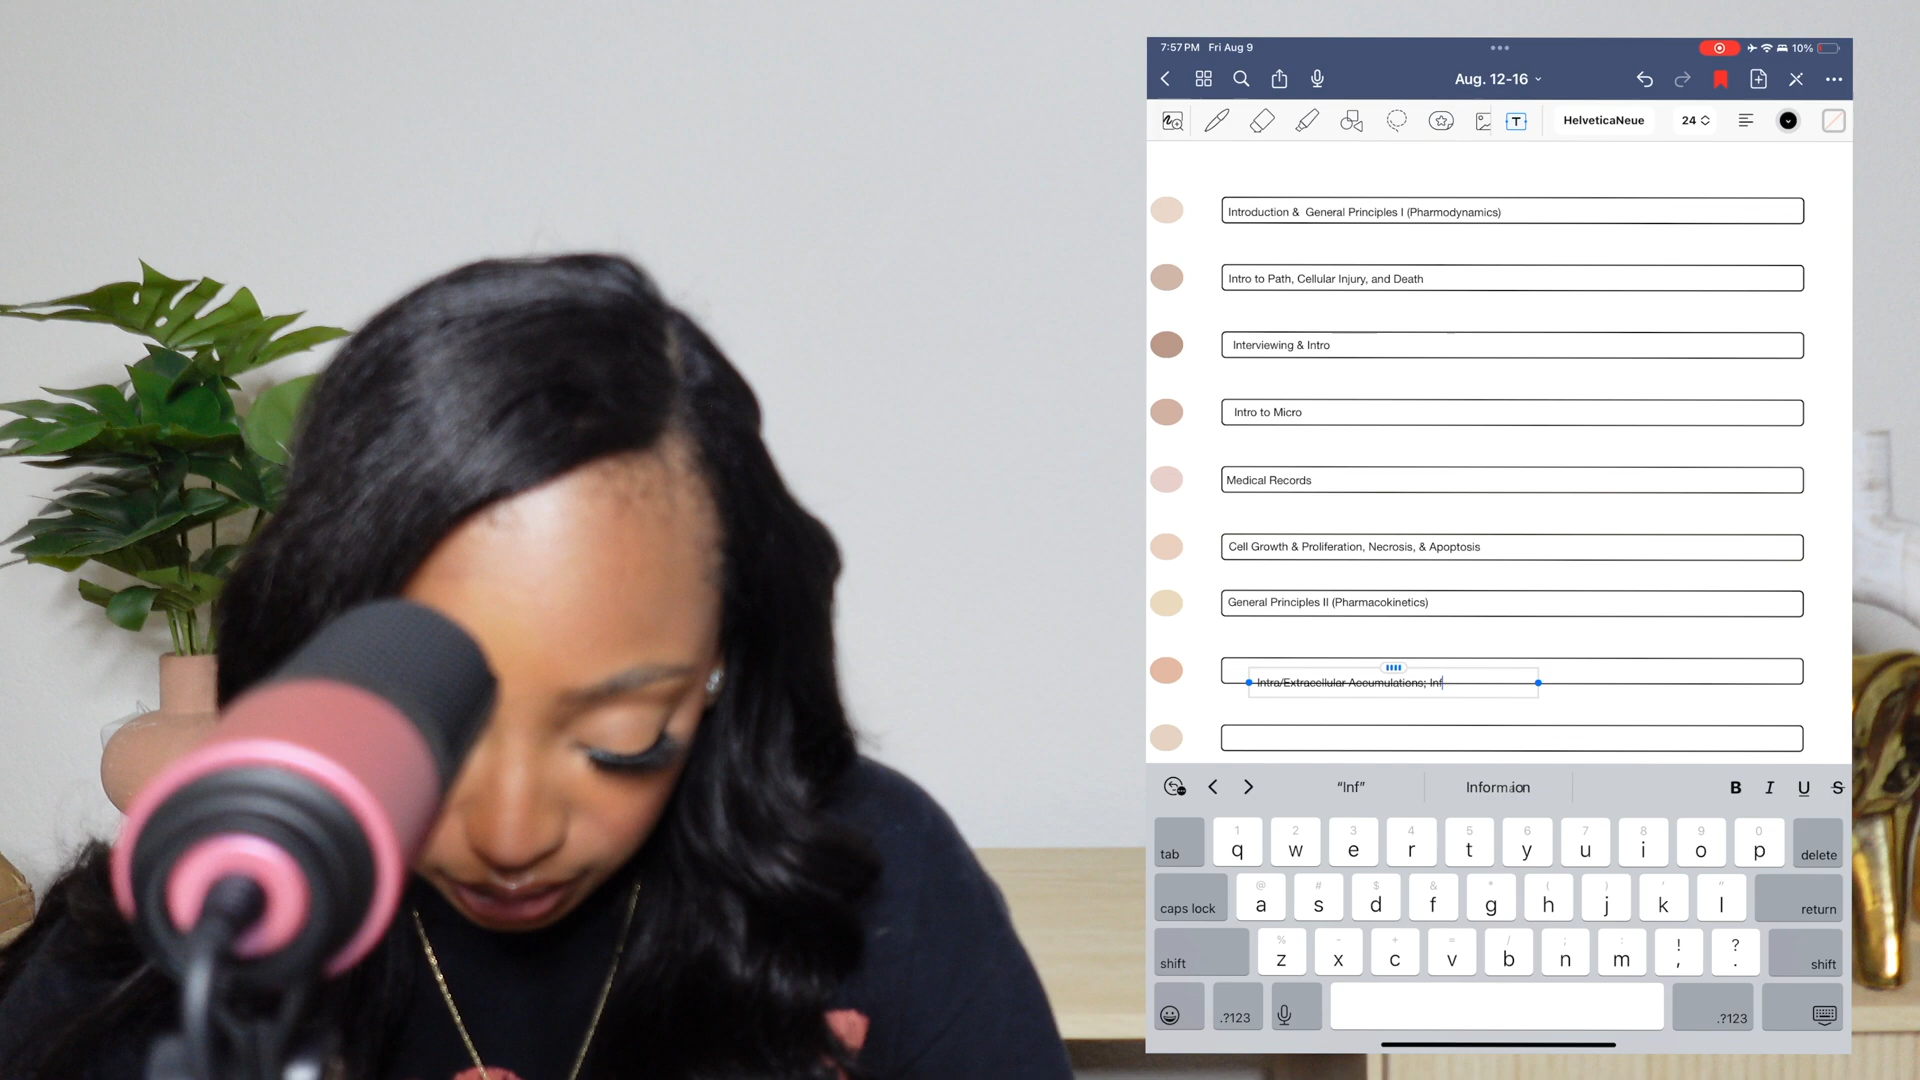 7:57 PM Fri Aug 9 10%
Aug. 12-16
T HelveticaNeue 24
Introduction & General Principles I (Pharmodynamics)
Intro to Path, Cellular Injury, and Death
Interviewing & Intro
Intro to Micro
Medical Records
Cell Growth & Proliferation, Necrosis, & Apoptosis
General Principles II (Pharmacokinetics)
Intra/Extracellular Accumulations; Inf
“Inf” Informaion B I U S
1 2 3 4 5 6 7 8 9 0
tab q w e r t y u i o p delete
@ # $ & * ( ) ' "
caps lock a s d f g h j k l return
% - + = / ; : ! ?
shift z x c v b n m , . shift
.?123 .?123